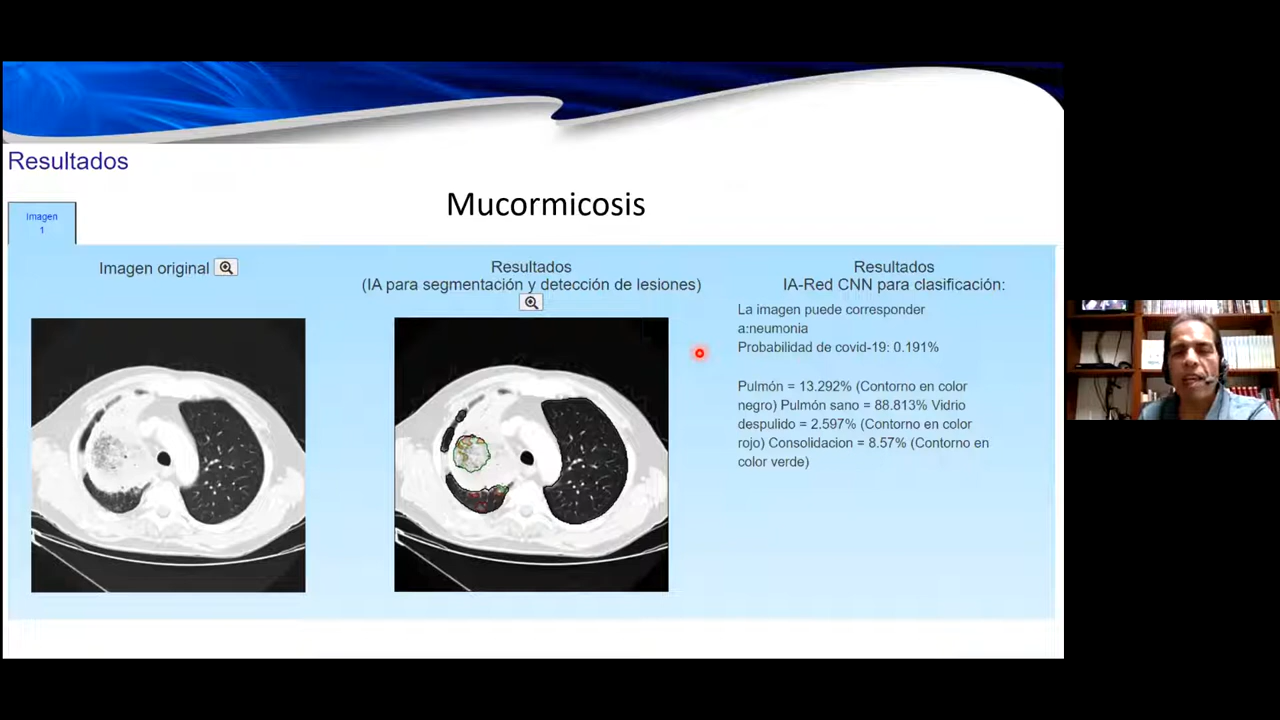 Resultados
Mucormicosis
Imagen
1
Imagen original
Resultados
(IA para segmentación y detección de lesiones)
Resultados
IA-Red CNN para clasificación:
La imagen puede corresponder
a:neumonia
Probabilidad de covid-19: 0.191%
Pulmón = 13.292% (Contorno en color
negro) Pulmón sano = 88.813% Vidrio
despulido = 2.597% (Contorno en color
rojo) Consolidacion = 8.57% (Contorno en
color verde)